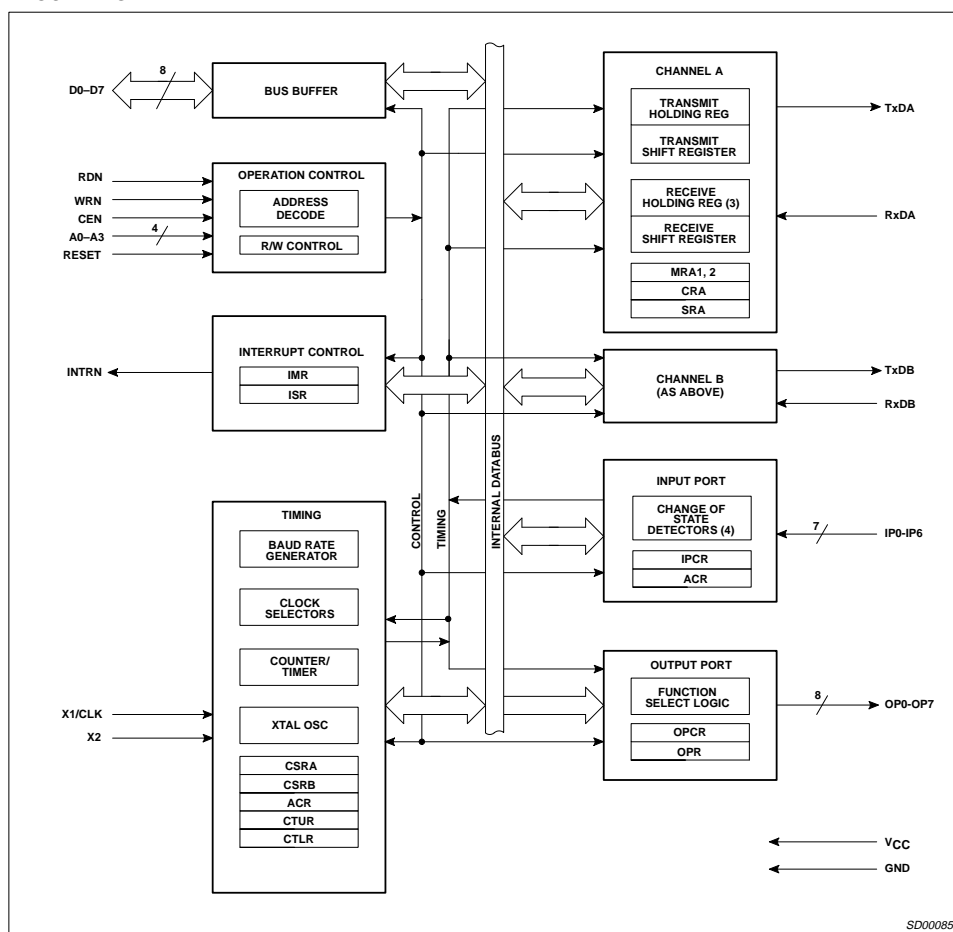 D0–D7
8
BUS BUFFER
RDN
WRN
CEN
A0–A3
4
RESET
OPERATION CONTROL
ADDRESS
DECODE
R/W CONTROL
INTRN
INTERRUPT CONTROL
IMR
ISR
TIMING
BAUD RATE
GENERATOR
CLOCK
SELECTORS
COUNTER/
TIMER
X1/CLK
X2
XTAL OSC
CSRA
CSRB
ACR
CTUR
CTLR
CONTROL
TIMING
INTERNAL DATABUS
CHANNEL A
TRANSMIT
HOLDING REG
TRANSMIT
SHIFT REGISTER
RECEIVE
HOLDING REG (3)
RECEIVE
SHIFT REGISTER
MRA1, 2
CRA
SRA
TxDA
RxDA
CHANNEL B
(AS ABOVE)
TxDB
RxDB
INPUT PORT
CHANGE OF
STATE
DETECTORS (4)
IPCR
ACR
7
IP0-IP6
OUTPUT PORT
FUNCTION
SELECT LOGIC
OPCR
OPR
8
OP0-OP7
VCC
GND
SD00085